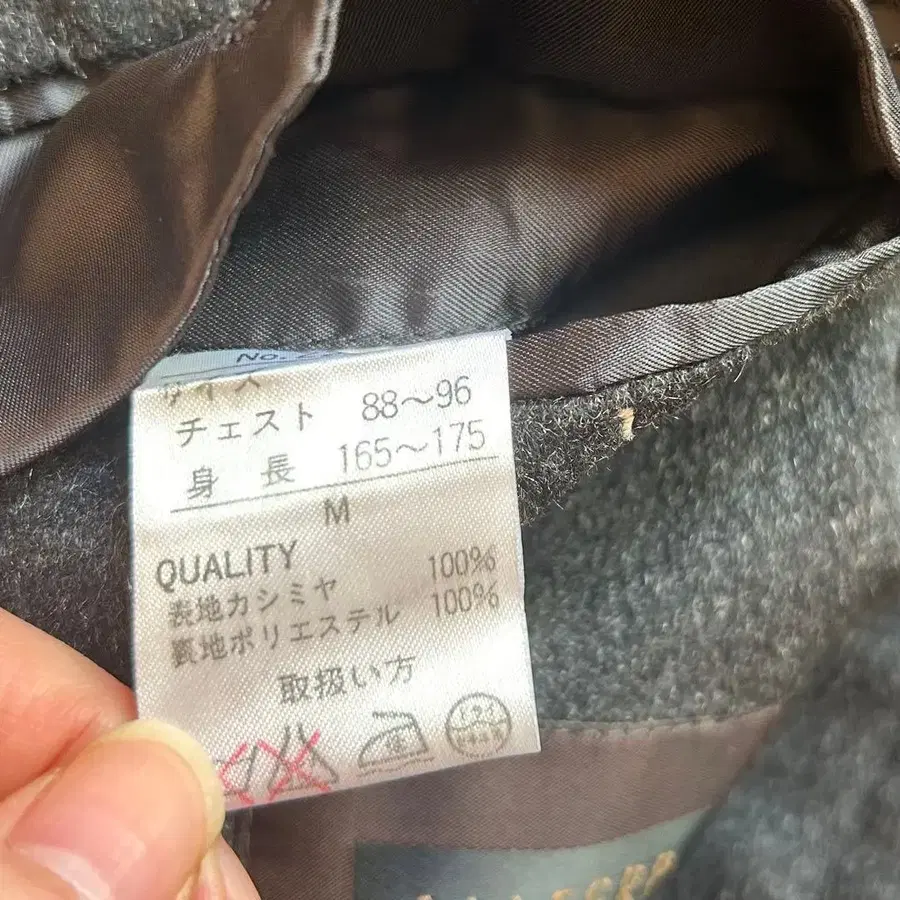 No.
サイズ
チェスト 88～96
身長 165～175
M
QUALITY
表地カシミヤ 100%
裏地ポリエステル 100%
取扱い方